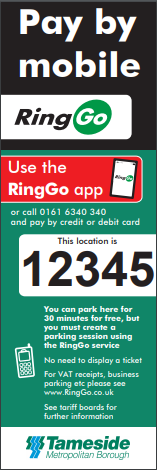 Pay by
mobile
RingGo
Use the
RingGo app
RingGo
or call 0161 6340 340
and pay by credit or debit card
This location is
12345
You can park here for
30 minutes for free, but
you must create a
parking session using
the RingGo service
No need to display a ticket
For VAT receipts, business
parking etc please see
www.RingGo.co.uk
See tariff boards for
further information
Tameside
Metropolitan Borough